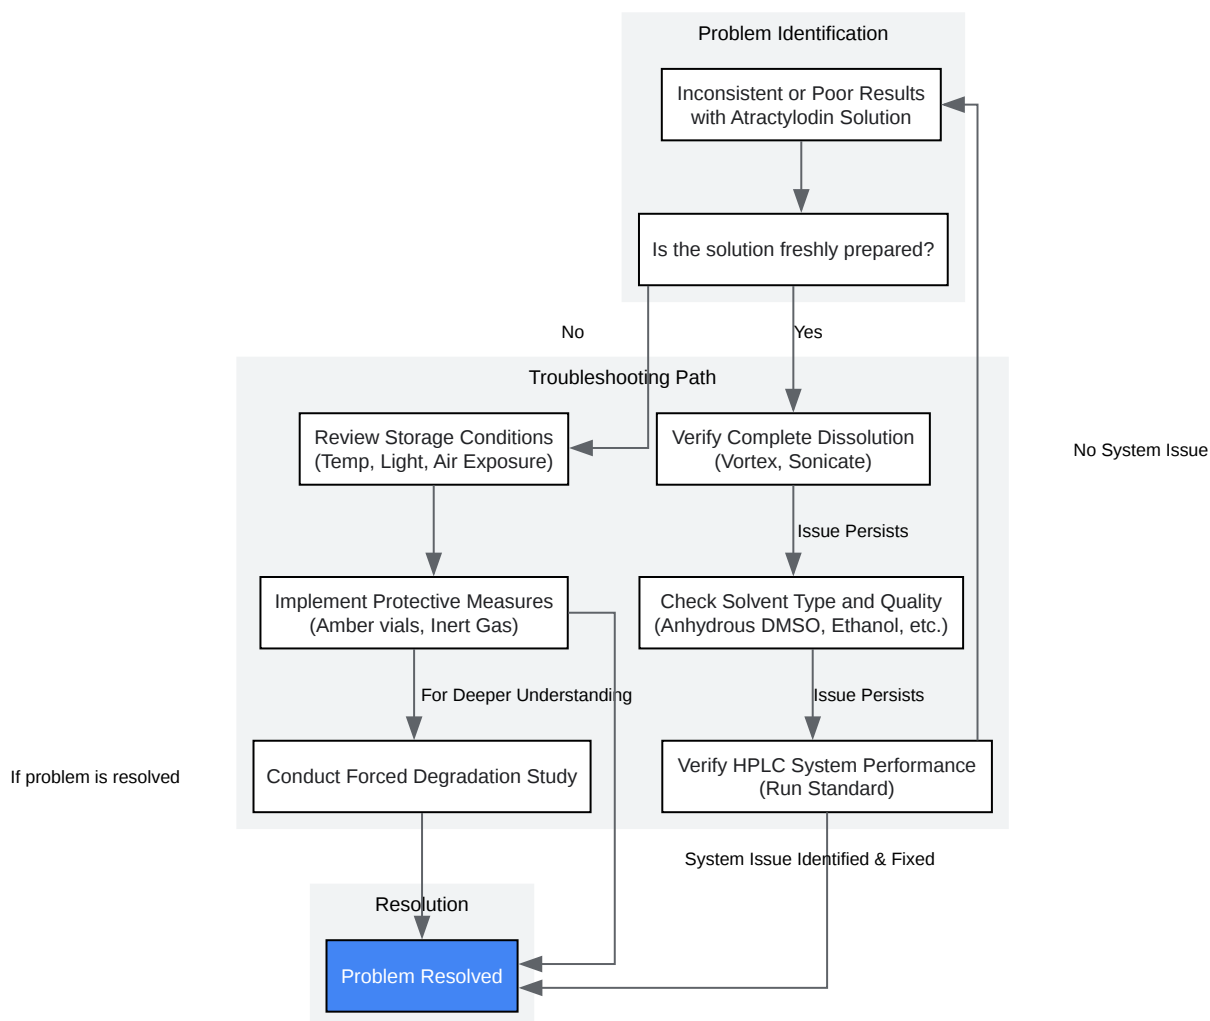 Problem Identification
Inconsistent or Poor Results
with Atractylodin Solution
Is the solution freshly prepared?
No
Yes
Troubleshooting Path
Review Storage Conditions
(Temp, Light, Air Exposure)
Verify Complete Dissolution
(Vortex, Sonicate)
No System Issue
Issue Persists
Implement Protective Measures
(Amber vials, Inert Gas)
Check Solvent Type and Quality
(Anhydrous DMSO, Ethanol, etc.)
For Deeper Understanding
Issue Persists
If problem is resolved
Conduct Forced Degradation Study
Verify HPLC System Performance
(Run Standard)
System Issue Identified & Fixed
Resolution
Problem Resolved